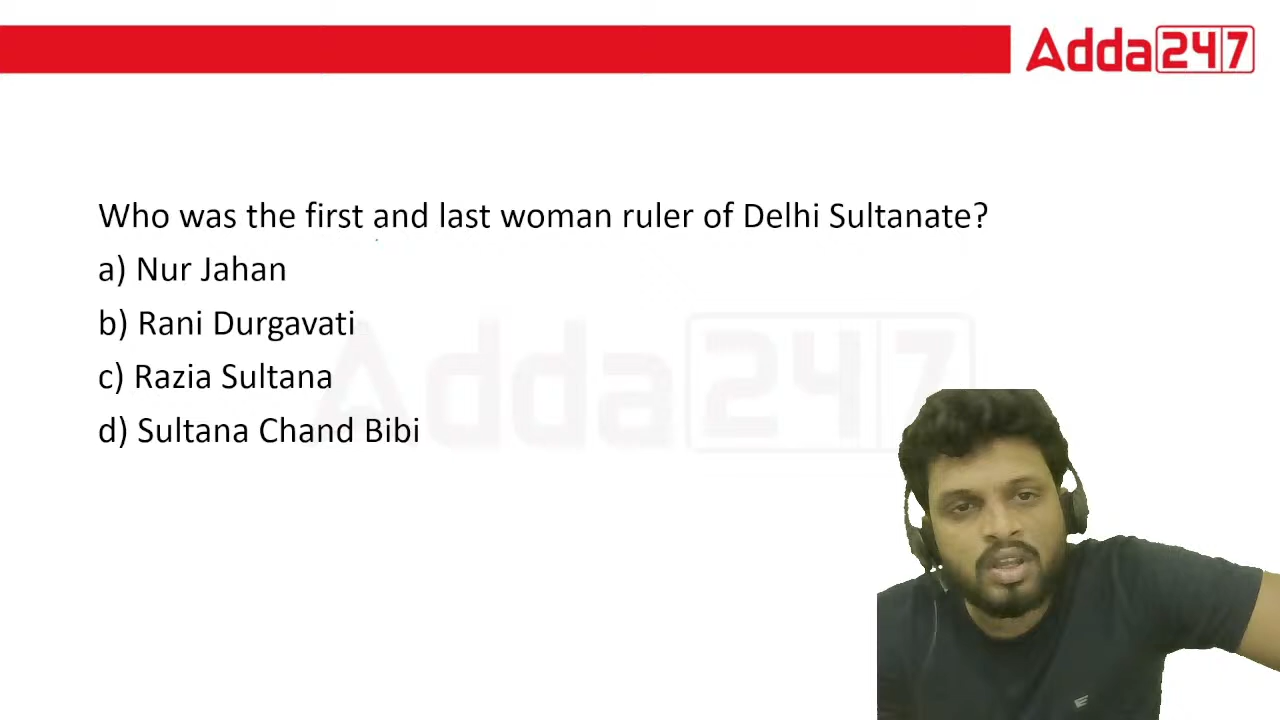 Adda247
Who was the first and last woman ruler of Delhi Sultanate?
a) Nur Jahan
b) Rani Durgavati
c) Razia Sultana
d) Sultana Chand Bibi
Adda247